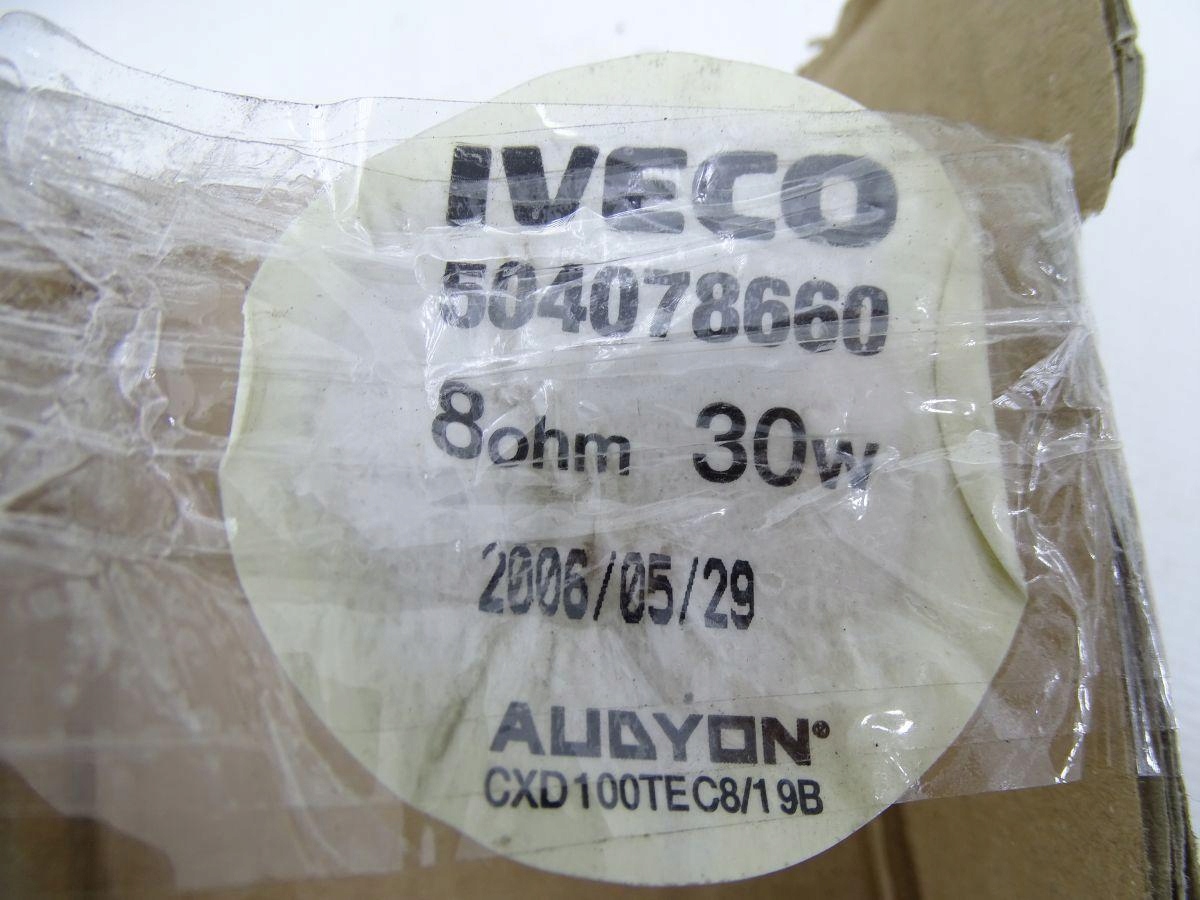 IVECO
504078660
8ohm 30w
2006/05/29
AUDYON®
CXD100TEC8/19B